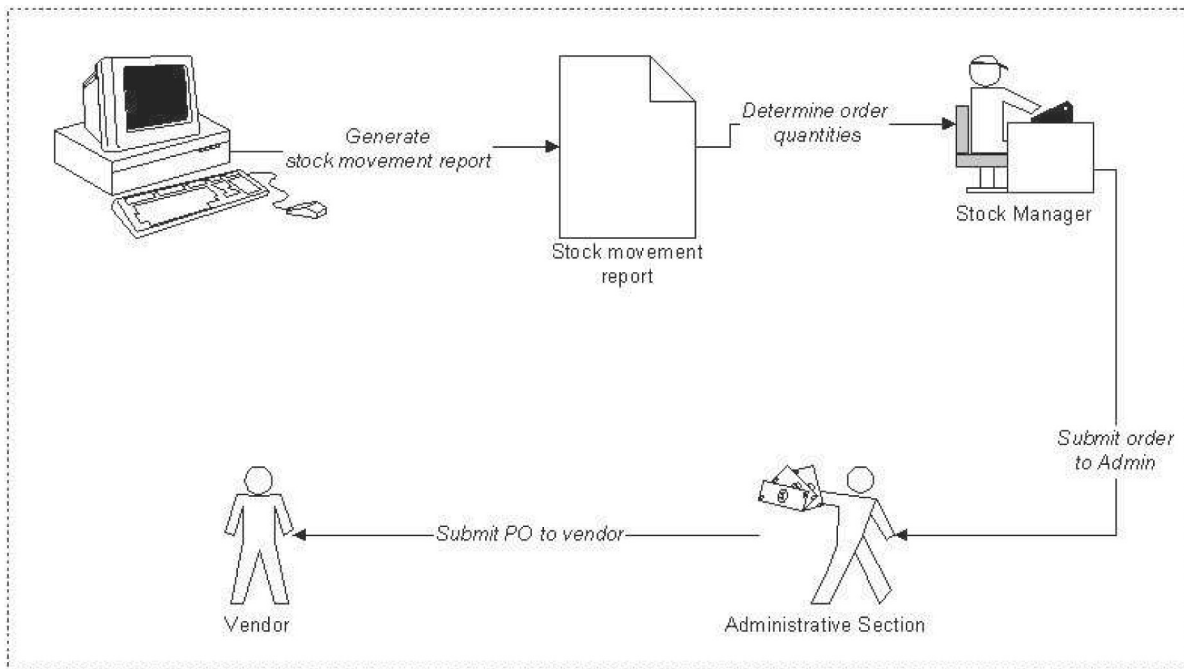 Generate
stock movement report
Determine order
quantities
Stock movement
report
Stock Manager
Submit order
to Admin
Submit PO to vendor
Vendor
Administrative Section